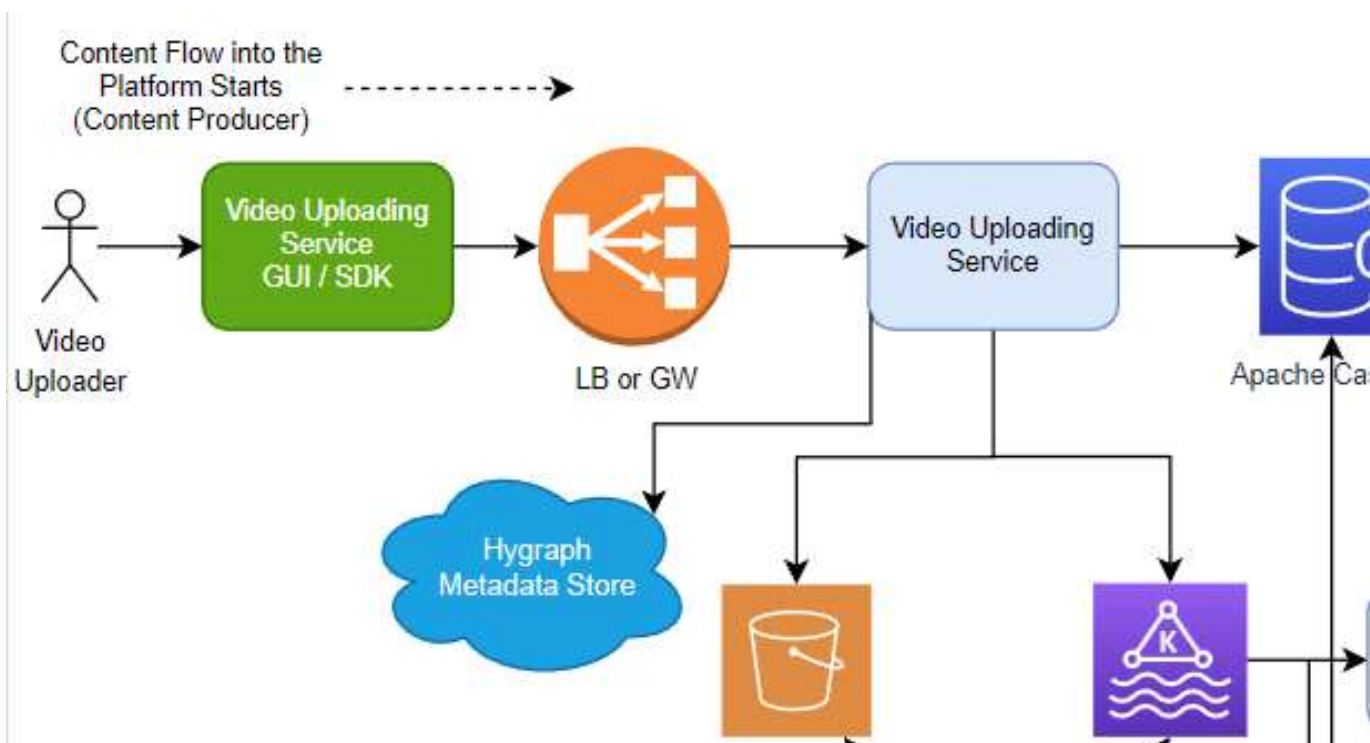 Content Flow into the
Platform Starts
(Content Producer)
Video Uploading
Service
GUI / SDK
Video Uploading
Service
Video
Uploader
LB or GW
Apache
Hygraph
Metadata Store
K